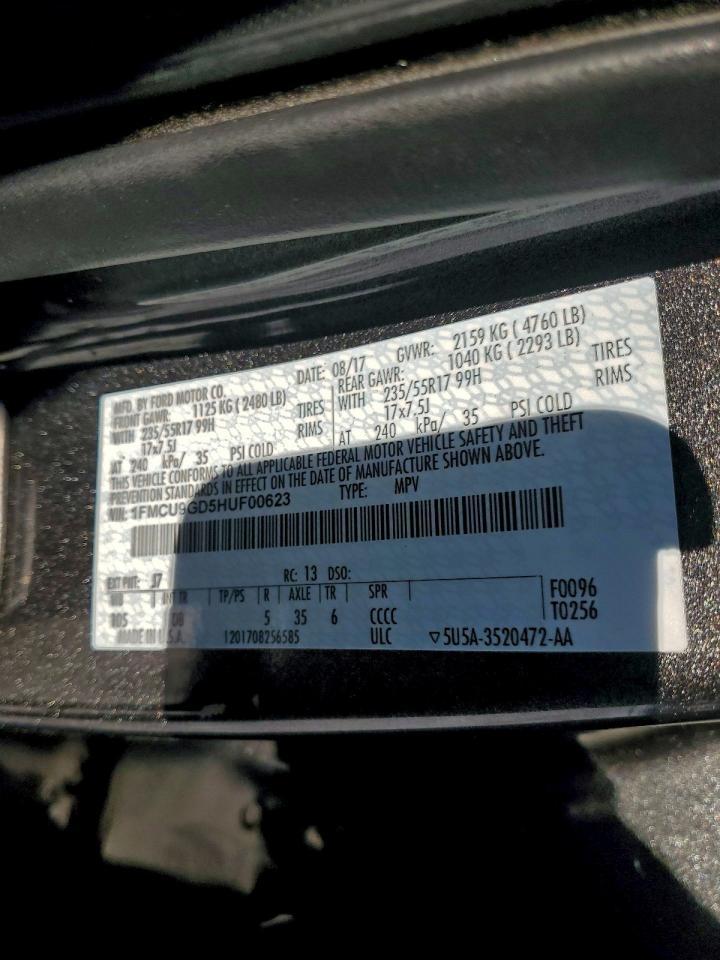 MFD. BY FORD MOTOR CO.
DATE: 08/17 GVWR: 2159 KG ( 4760 LB)
FRONT GAWR: 1125 KG ( 2480 LB) REAR GAWR: 1040 KG ( 2293 LB)
WITH 235/55R17 99H TIRES WITH 235/55R17 99H TIRES
17x7.5J RIMS 17x7.5J RIMS
AT 240 kPa/ 35 PSI COLD AT 240 kPa/ 35 PSI COLD
THIS VEHICLE CONFORMS TO ALL APPLICABLE FEDERAL MOTOR VEHICLE SAFETY AND THEFT
PREVENTION STANDARDS IN EFFECT ON THE DATE OF MANUFACTURE SHOWN ABOVE.
VIN: 1FMCU9GD5HUF00623 TYPE: MPV
EXT PNT: J7 RC: 13 DSO:
WB INT TR TP/PS R AXLE TR SPR F0096
105 D8 5 35 6 CCCC T0256
MADE IN U.S.A. 1201708256585 ULC ▽5U5A-3520472-AA